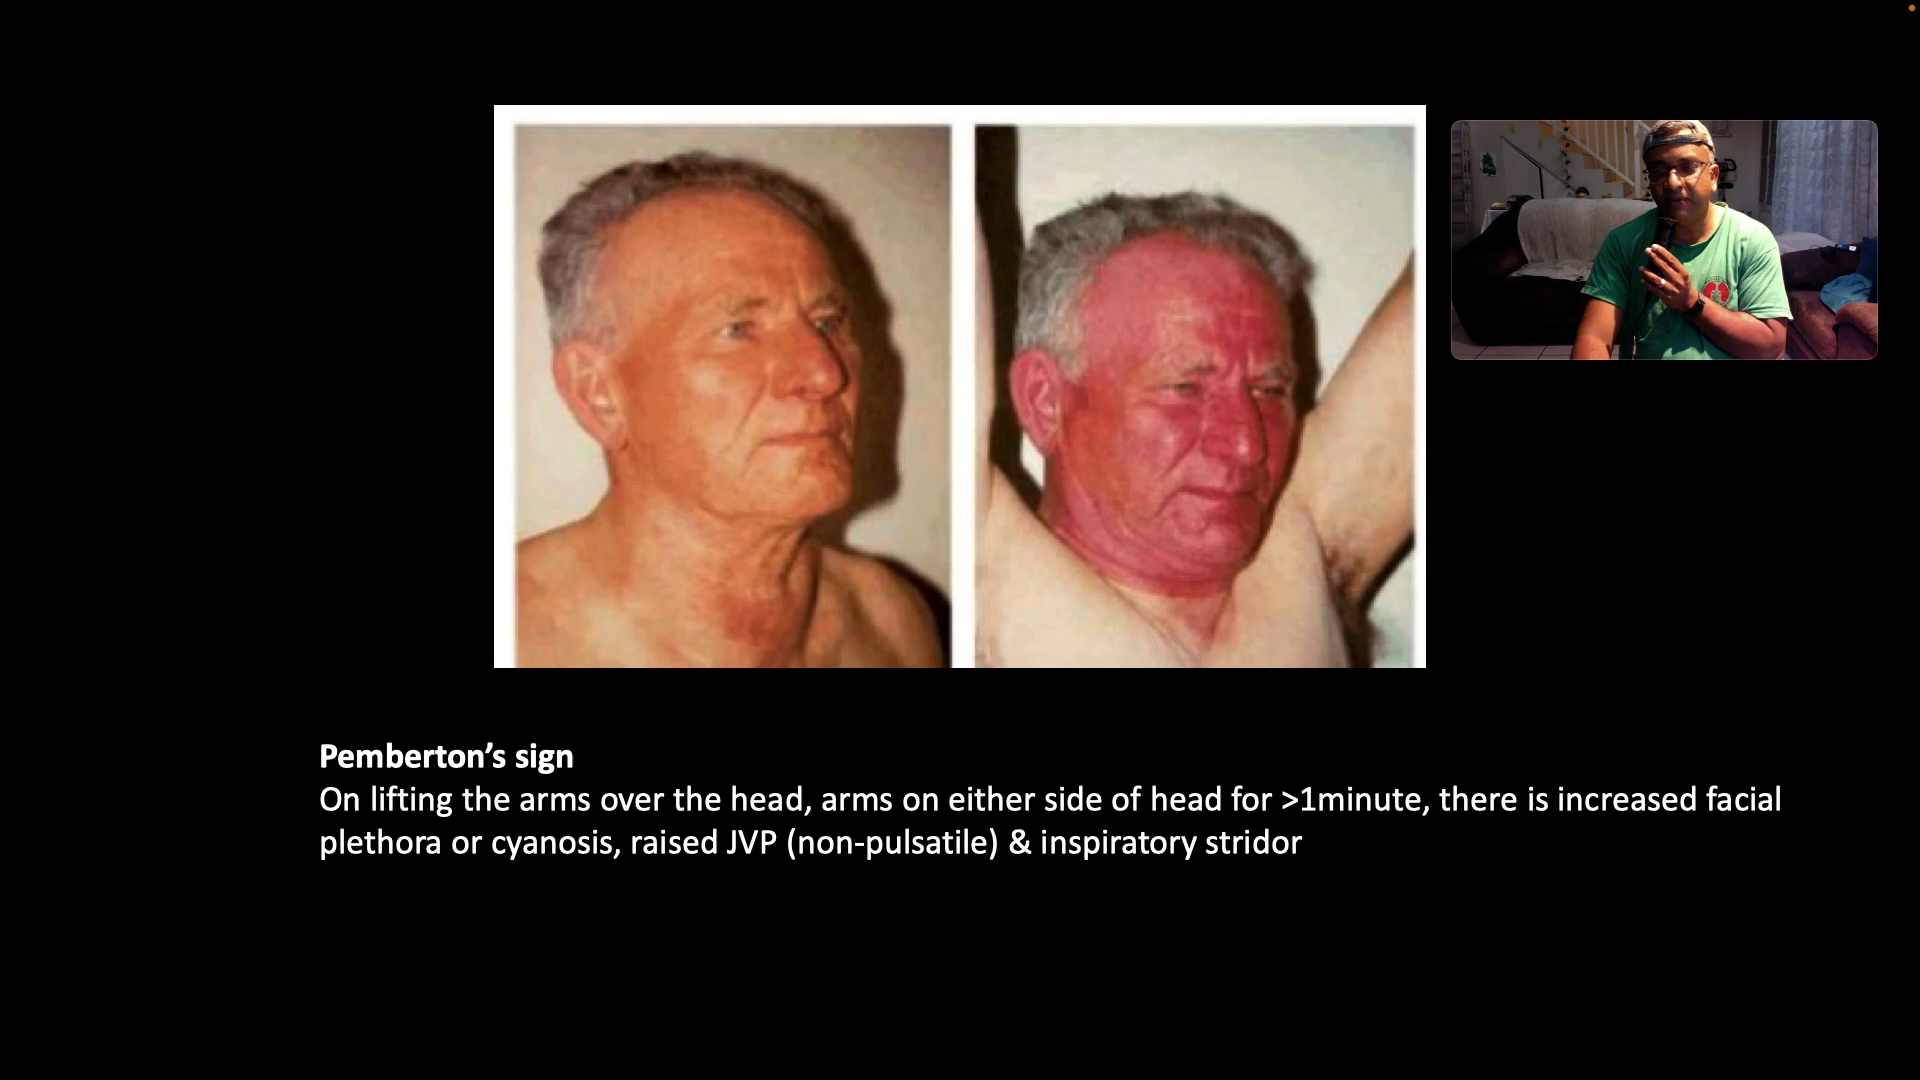 Pemberton’s sign
On lifting the arms over the head, arms on either side of head for >1minute, there is increased facial
plethora or cyanosis, raised JVP (non-pulsatile) & inspiratory stridor